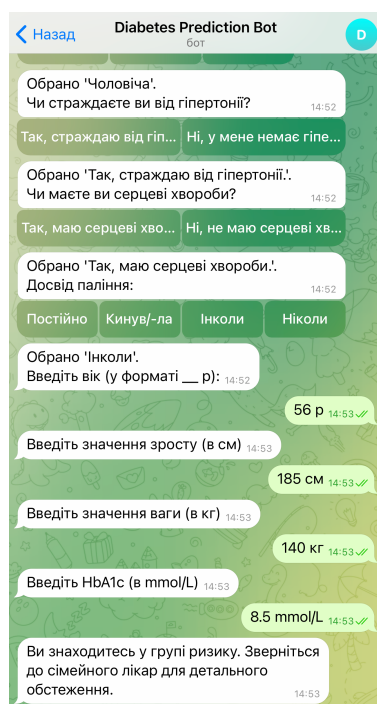 Назад
Diabetes Prediction Bot
бот
D
Обрано 'Чоловіча'.
Чи страждаєте ви від гіпертонії?
14:52
Так, страждаю від гіп...
Ні, у мене немає гіпе...
Обрано 'Так, страждаю від гіпертонії.'.
Чи маєте ви серцеві хвороби?
14:52
Так, маю серцеві хво...
Ні, не маю серцеві хв...
Обрано 'Так, маю серцеві хвороби.'.
Досвід паління:
14:52
Постійно
Кинув/-ла
Інколи
Ніколи
Обрано 'Інколи'.
Введіть вік (у форматі __ р): 14:52
56 р 14:53
Введіть значення зросту (в см) 14:53
185 см 14:53
Введіть значення ваги (в кг) 14:53
140 кг 14:53
Введіть HbA1c (в mmol/L) 14:53
8.5 mmol/L 14:53
Ви знаходитесь у групі ризику. Зверніться
до сімейного лікар для детального
обстеження.
14:53